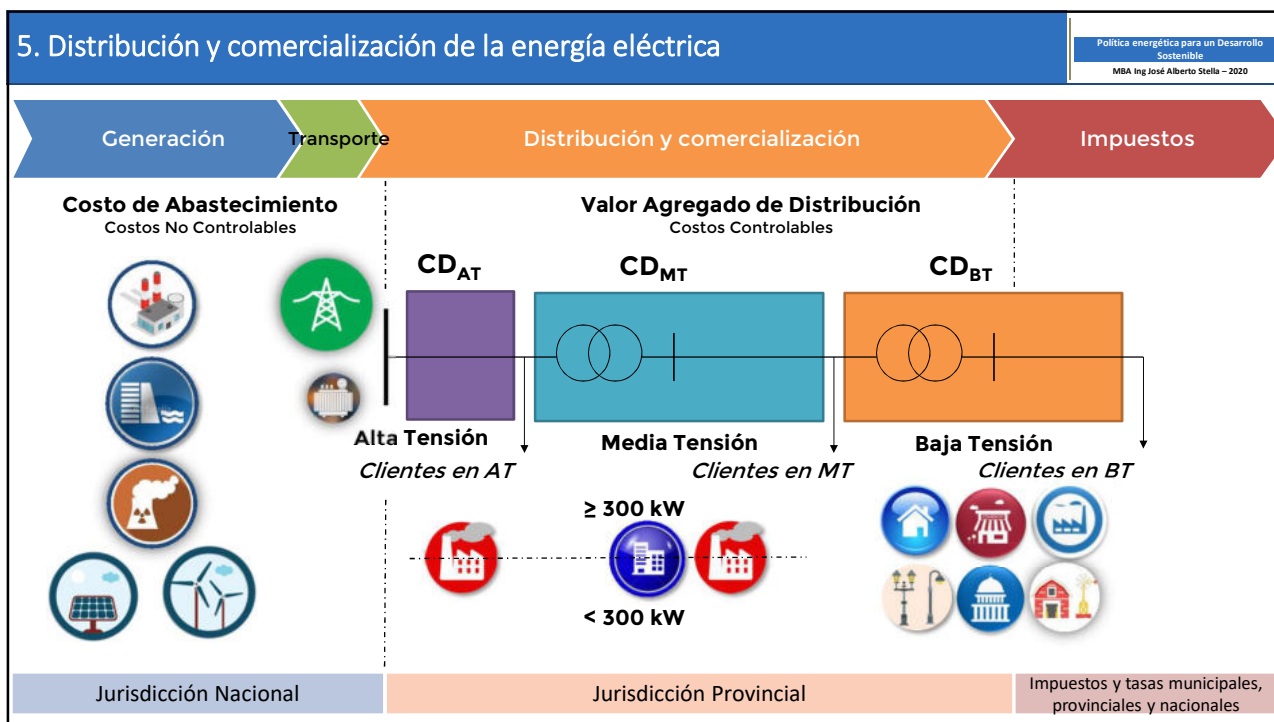 5. Distribución y comercialización de la energía eléctrica
Política energética para un Desarrollo
Sostenible
MBA Ing José Alberto Stella – 2020
Generación
Transporte
Distribución y comercialización
Impuestos
Costo de Abastecimiento
Costos No Controlables
Valor Agregado de Distribución
Costos Controlables
CD_AT
CD_MT
CD_BT
Alta Tensión
Media Tensión
Baja Tensión
Clientes en AT
Clientes en MT
Clientes en BT
≥ 300 kW
< 300 kW
Jurisdicción Nacional
Jurisdicción Provincial
Impuestos y tasas municipales,
provinciales y nacionales